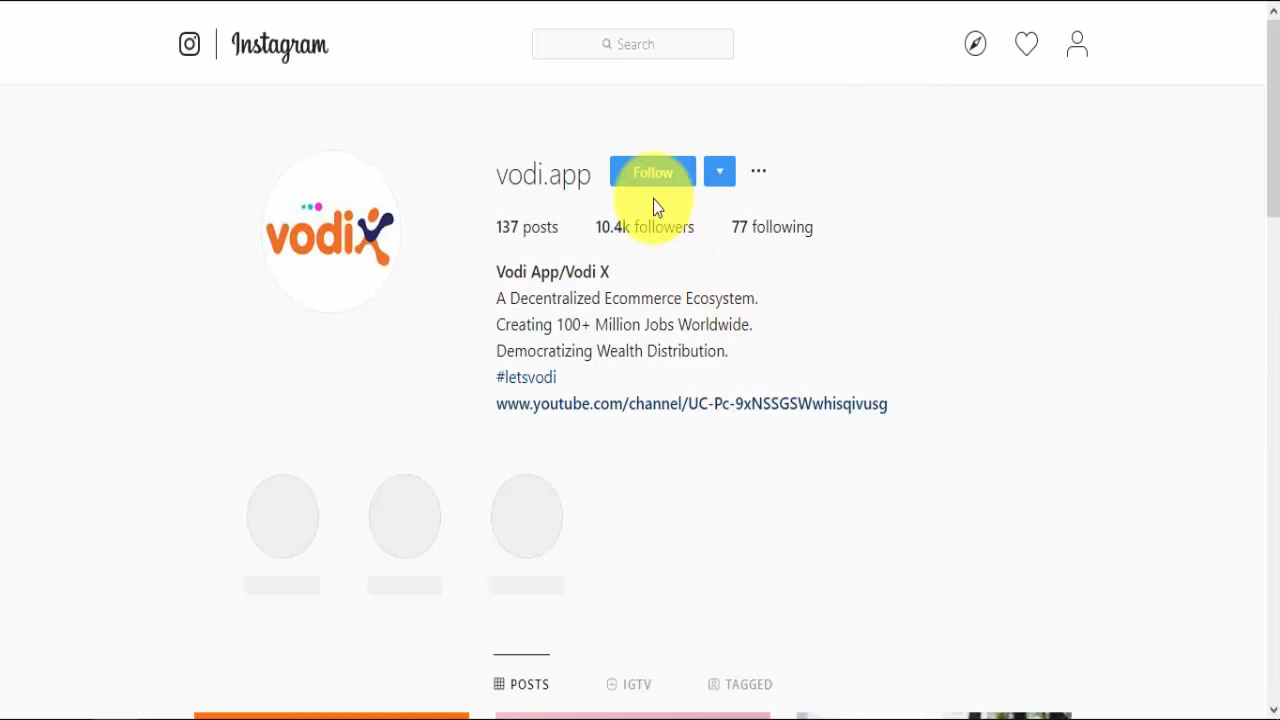 Instagram
Search
vodi.app Follow
137 posts 10.4k followers 77 following
vodiX
Vodi App/Vodi X
A Decentralized Ecommerce Ecosystem.
Creating 100+ Million Jobs Worldwide.
Democratizing Wealth Distribution.
#letsvodi
www.youtube.com/channel/UC-Pc-9xNSSGSWwhisqivusg
POSTS IGTV TAGGED